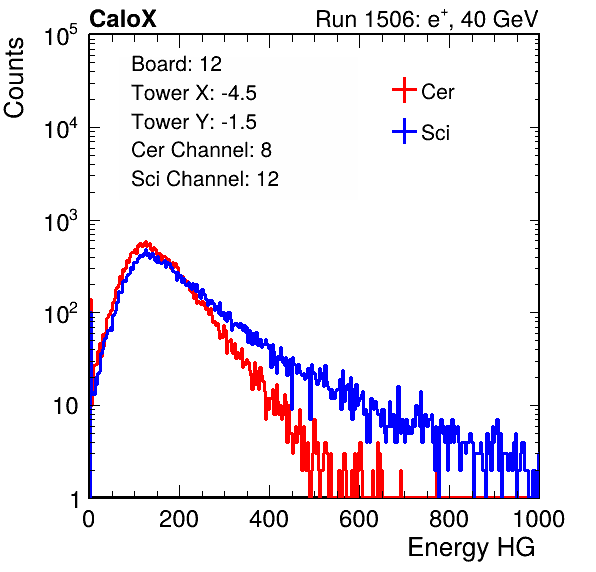 CaloX Run 1506: e⁺, 40 GeV
Counts
10⁵
10⁴
10³
10²
10
1
Board: 12
Tower X: -4.5
Tower Y: -1.5
Cer Channel: 8
Sci Channel: 12
Cer
Sci
0 200 400 600 800 1000
Energy HG